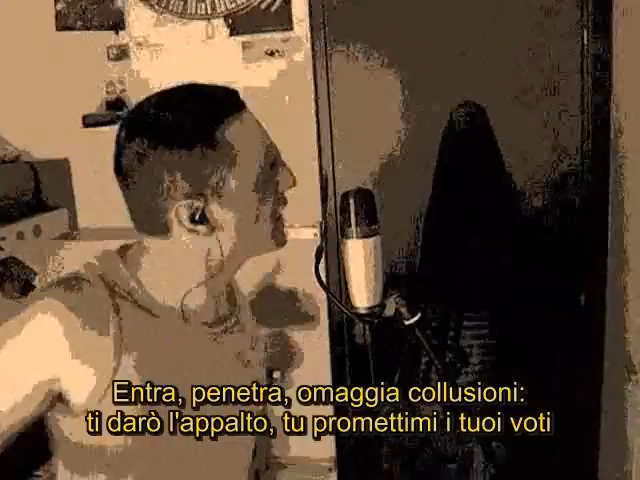 Entra, penetra, omaggia collusioni:
ti darò l'appalto, tu promettimi i tuoi voti